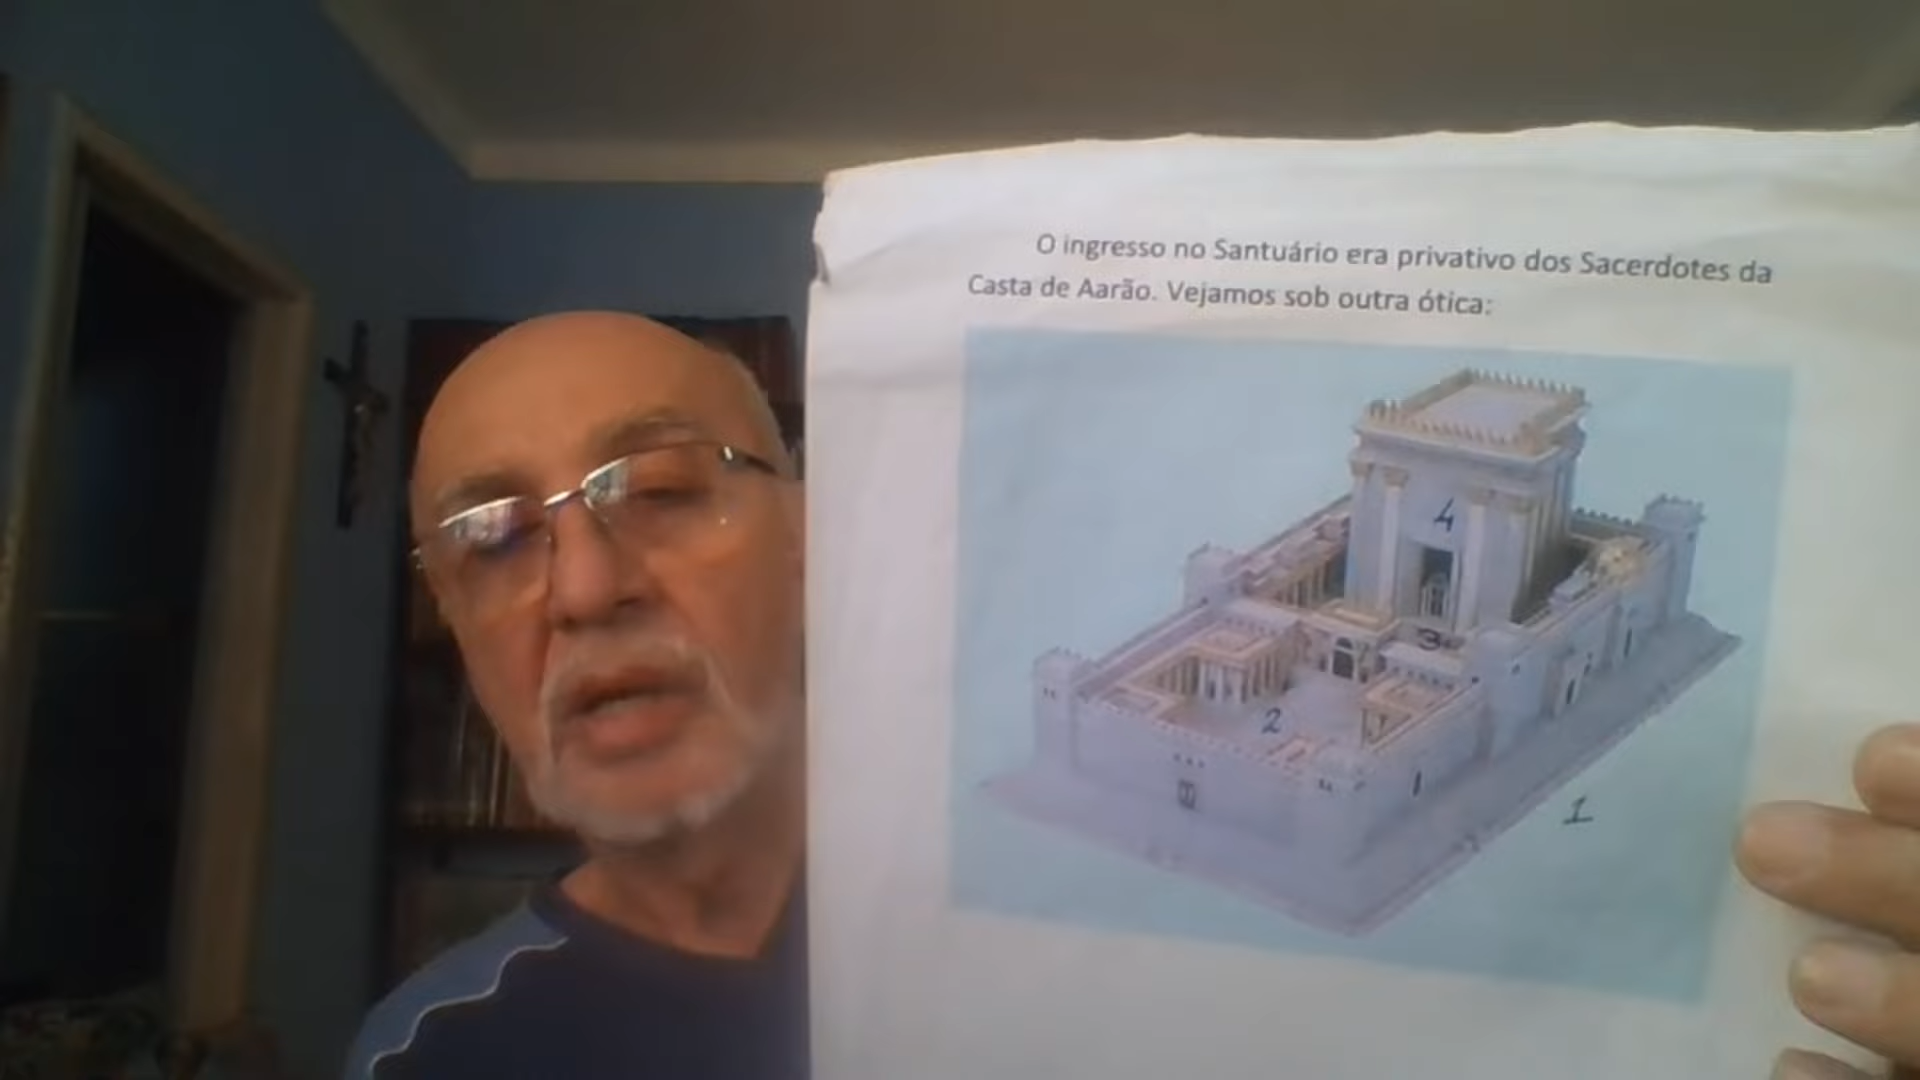 O ingresso no Santuário era privativo dos Sacerdotes da
Casta de Aarão. Vejamos sob outra ótica:
4
3
2
1